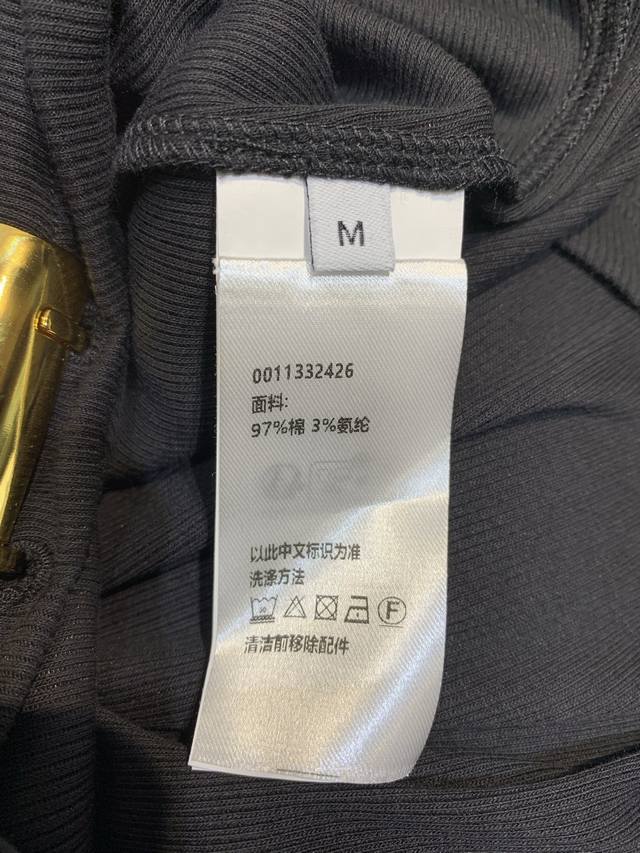 M
0011332426
面料:
97%棉 3%氨纶
以此中文标识为准
洗涤方法
30
F
清洁前移除配件